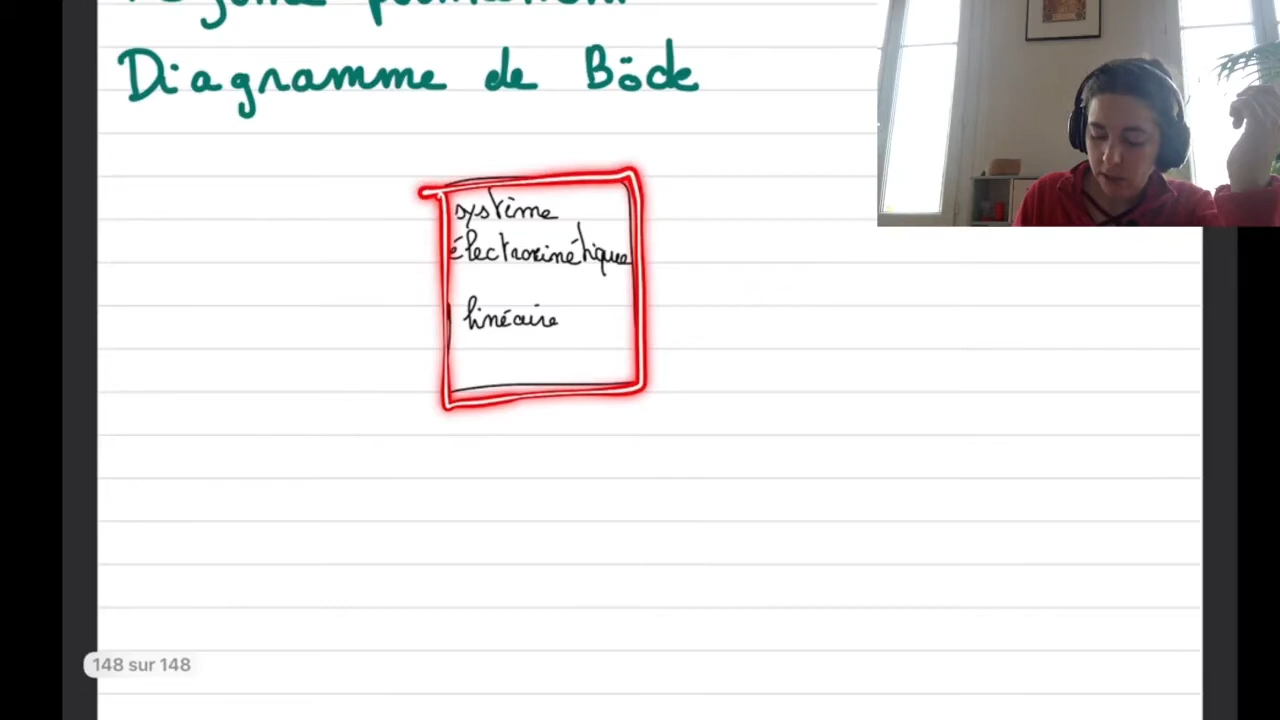 Diagramme de Böde
système
électrocinétique
linéaire
148 sur 148